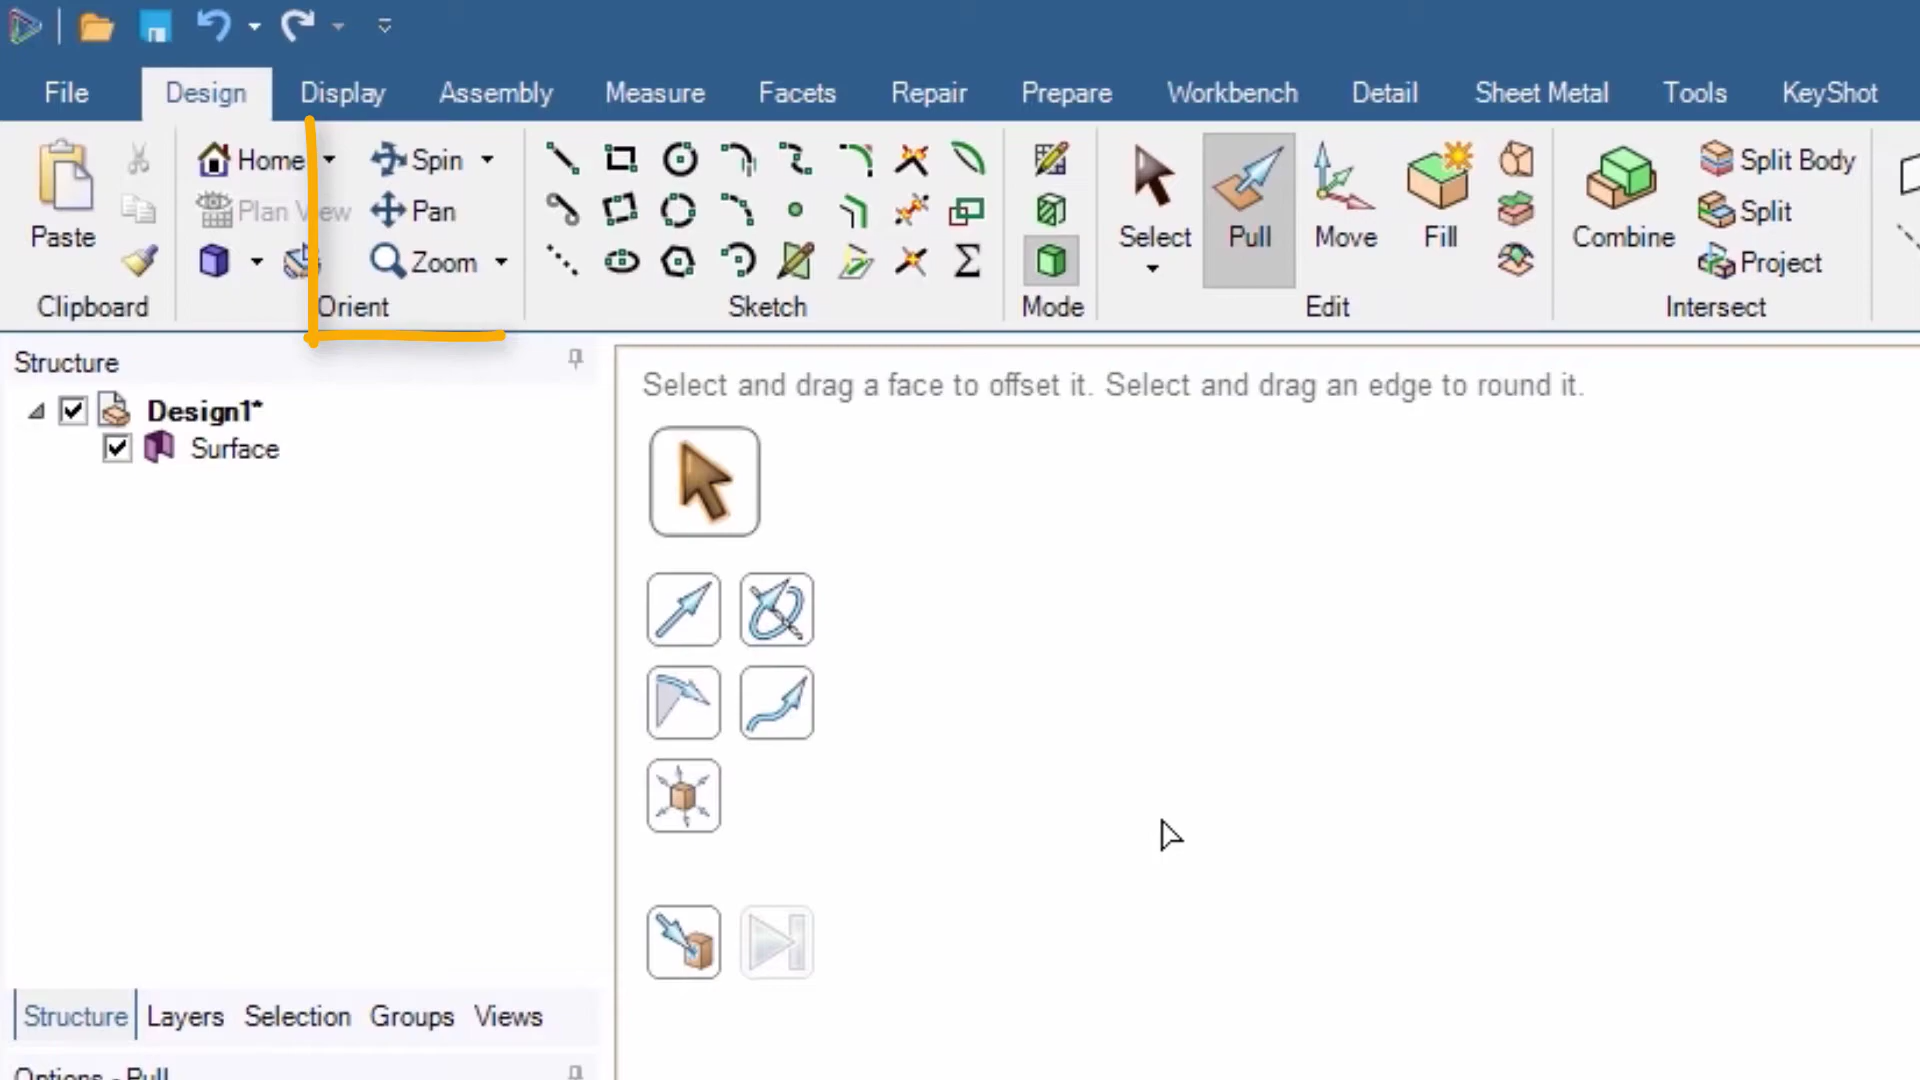 File Design Display Assembly Measure Facets Repair Prepare Workbench Detail Sheet Metal Tools KeyShot
Home Spin Split Body
Plan View Pan Split
Paste Select Pull Move Fill Combine
Zoom Project
Clipboard Orient Sketch Mode Edit Intersect
Structure
Select and drag a face to offset it. Select and drag an edge to round it.
Design1*
Surface
Structure Layers Selection Groups Views
Options - Pull